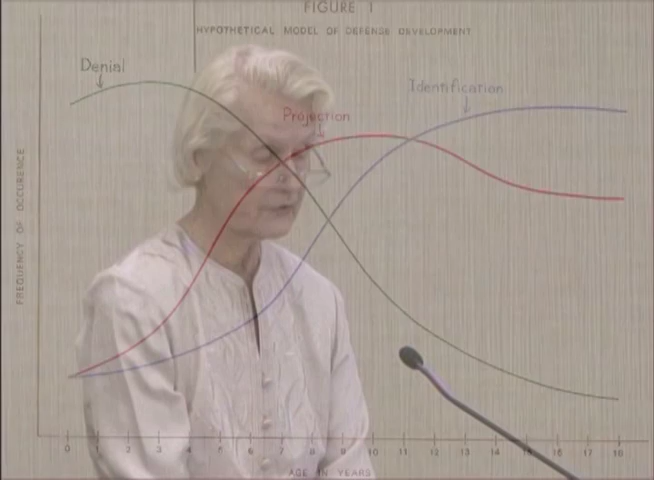 FIGURE 1
HYPOTHETICAL MODEL OF DEFENSE DEVELOPMENT
Denial
Identification
Projection
FREQUENCY OF OCCURENCE
0 1 2 3 4 5 6 7 8 9 10 11 12 13 14 15 16 17 18
AGE IN YEARS